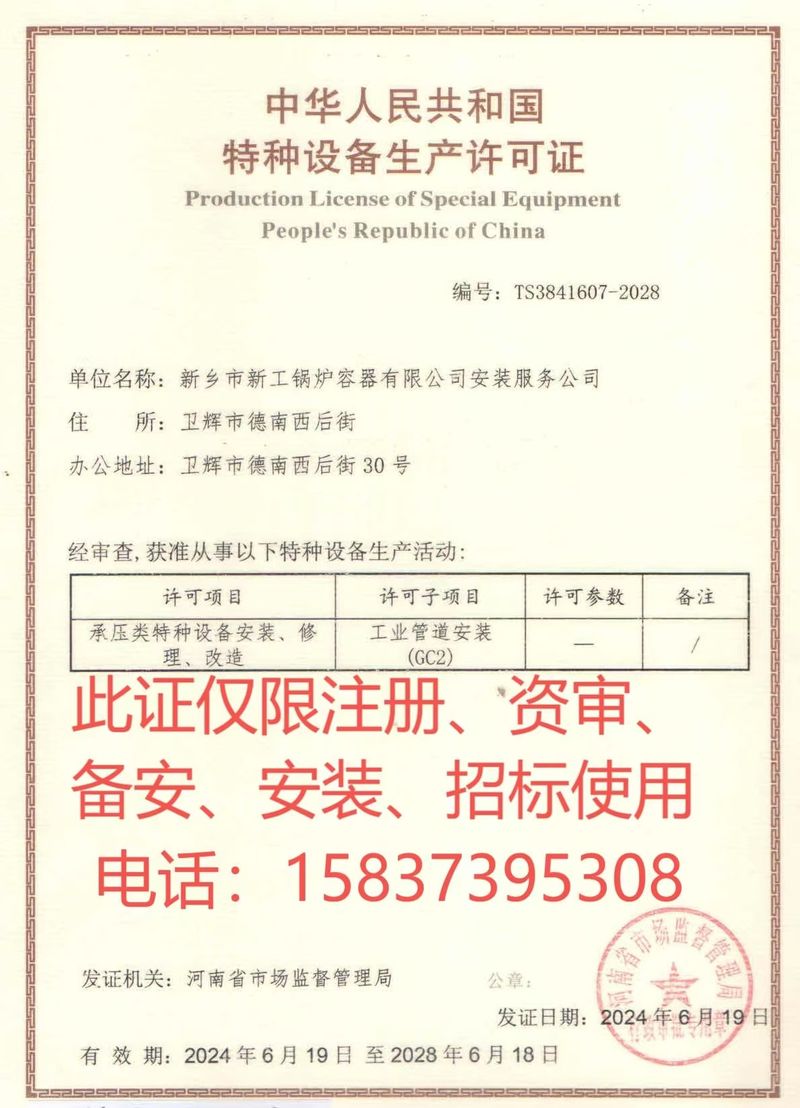 中华人民共和国
特种设备生产许可证
Production License of Special Equipment
People's Republic of China
编号：TS3841607-2028
单位名称：新乡市新工锅炉容器有限公司安装服务公司
住 所：卫辉市德南西后街
办公地址：卫辉市德南西后街30号
经审查,获准从事以下特种设备生产活动:
许可项目 许可子项目 许可参数 备注
承压类特种设备安装、修 工业管道安装 — /
理、改造 (GC2)
此证仅限注册、资审、
备安、安装、招标使用
电话：15837395308
发证机关：河南省市场监督管理局 公章：
河南省市场监督管理局
发证日期：2024年6月19日
有 效 期：2024年6月19日 至2028年6月18日